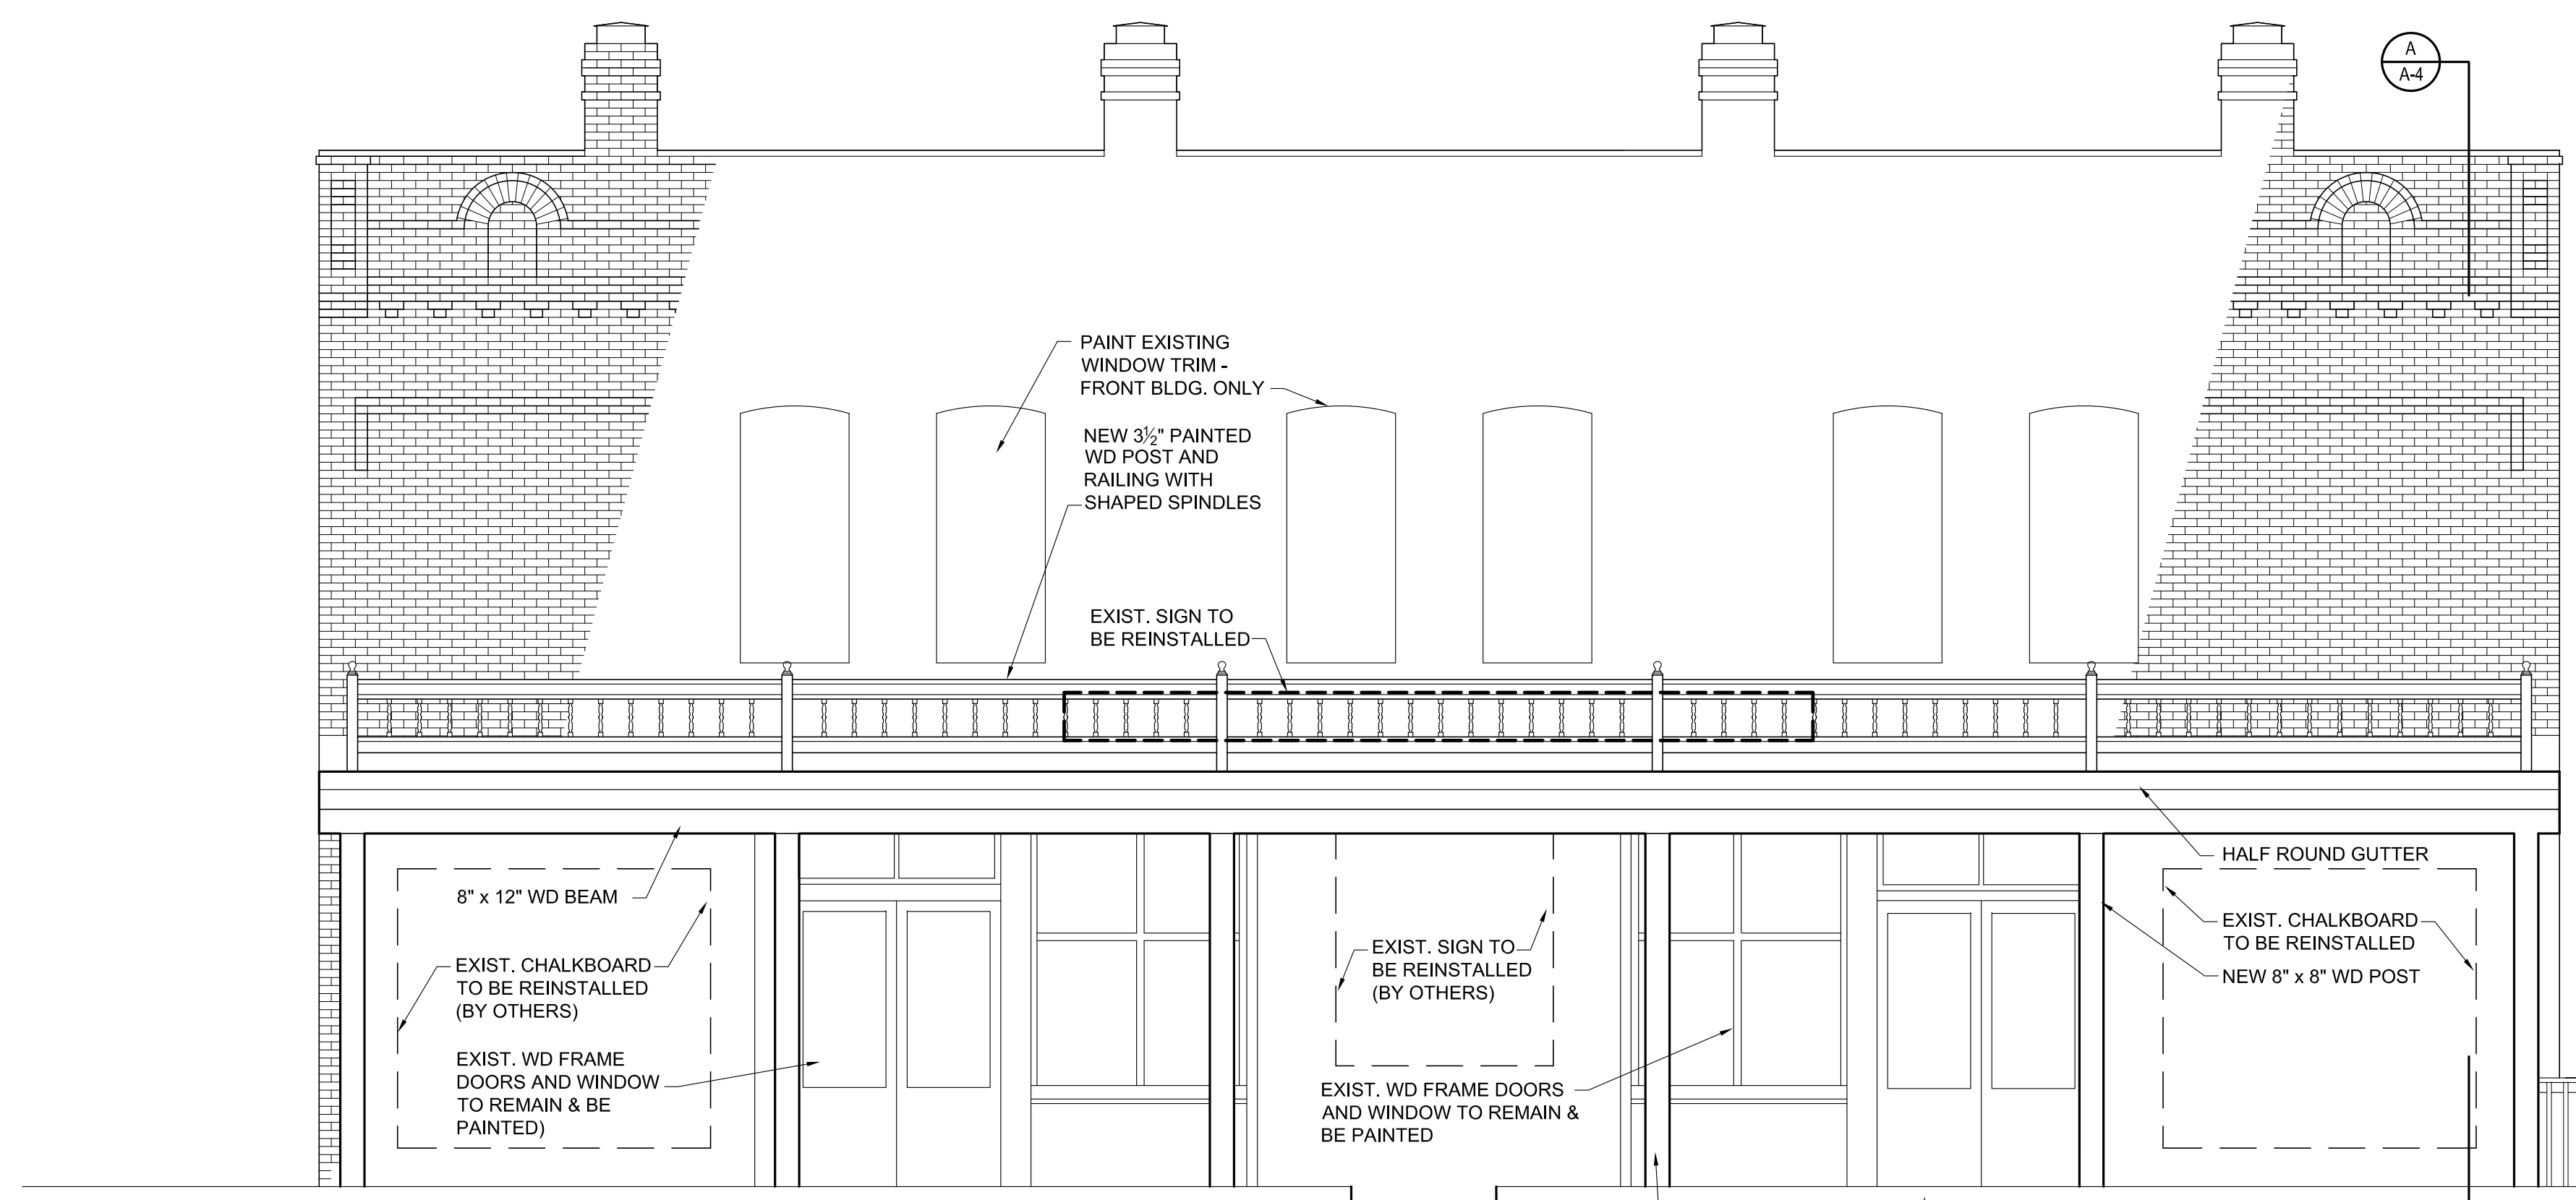 A
A-4
PAINT EXISTING
WINDOW TRIM -
FRONT BLDG. ONLY
NEW 3½" PAINTED
WD POST AND
RAILING WITH
SHAPED SPINDLES
EXIST. SIGN TO
BE REINSTALLED
8" x 12" WD BEAM
EXIST. CHALKBOARD
TO BE REINSTALLED
(BY OTHERS)
EXIST. WD FRAME
DOORS AND WINDOW
TO REMAIN & BE
PAINTED)
EXIST. SIGN TO
BE REINSTALLED
(BY OTHERS)
EXIST. WD FRAME DOORS
AND WINDOW TO REMAIN &
BE PAINTED
HALF ROUND GUTTER
EXIST. CHALKBOARD
TO BE REINSTALLED
NEW 8" x 8" WD POST